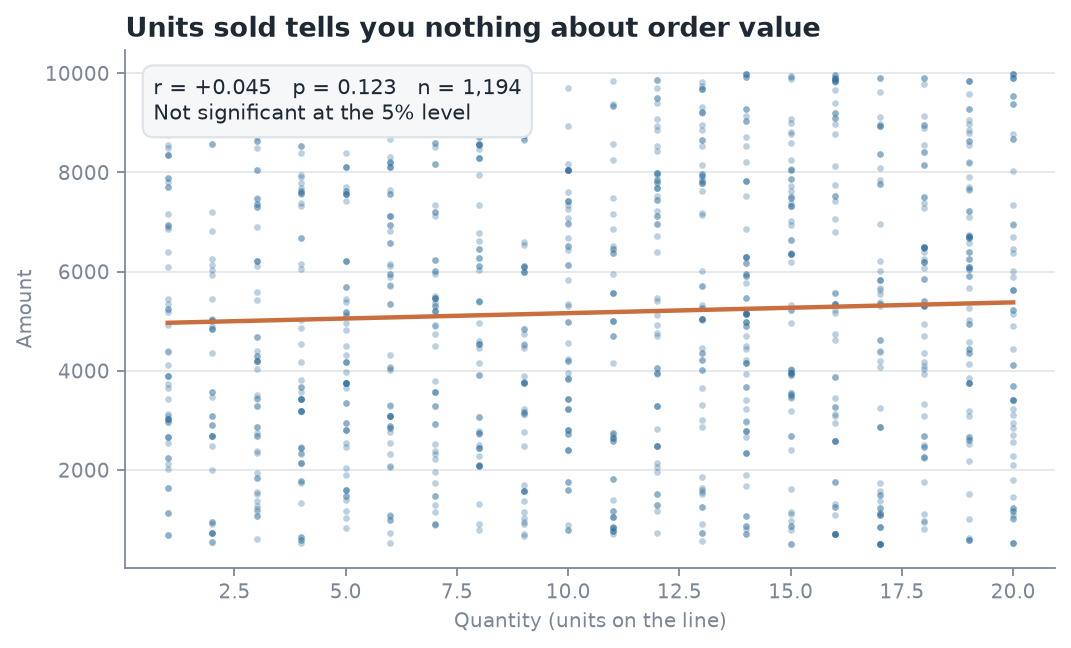 Units sold tells you nothing about order value
r = +0.045 p = 0.123 n = 1,194
Not significant at the 5% level
Amount
10000
8000
6000
4000
2000
2.5 5.0 7.5 10.0 12.5 15.0 17.5 20.0
Quantity (units on the line)